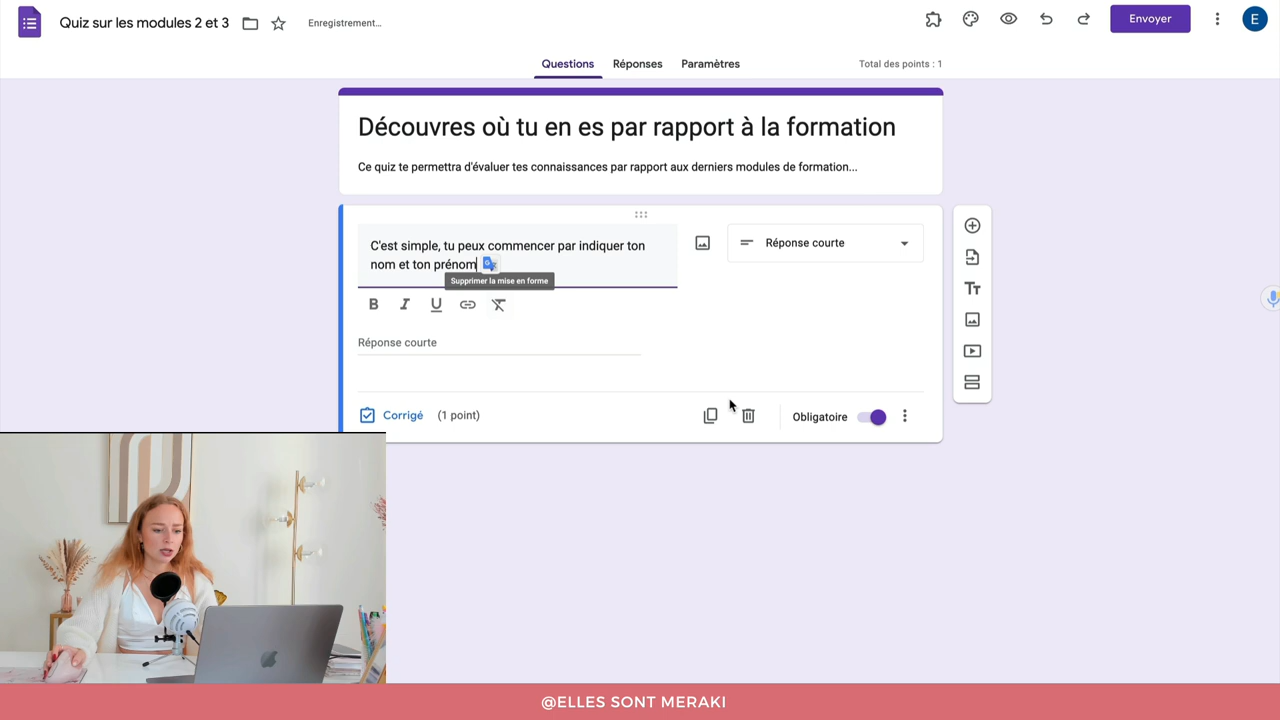 Quiz sur les modules 2 et 3
Enregistrement...
Envoyer
E
Questions
Réponses
Paramètres
Total des points : 1
Découvres où tu en es par rapport à la formation
Ce quiz te permettra d'évaluer tes connaissances par rapport aux derniers modules de formation...
C'est simple, tu peux commencer par indiquer ton
nom et ton prénom
Réponse courte
Supprimer la mise en forme
B I U
Réponse courte
Corrigé (1 point)
Obligatoire
Tт
@ELLES SONT MERAKI